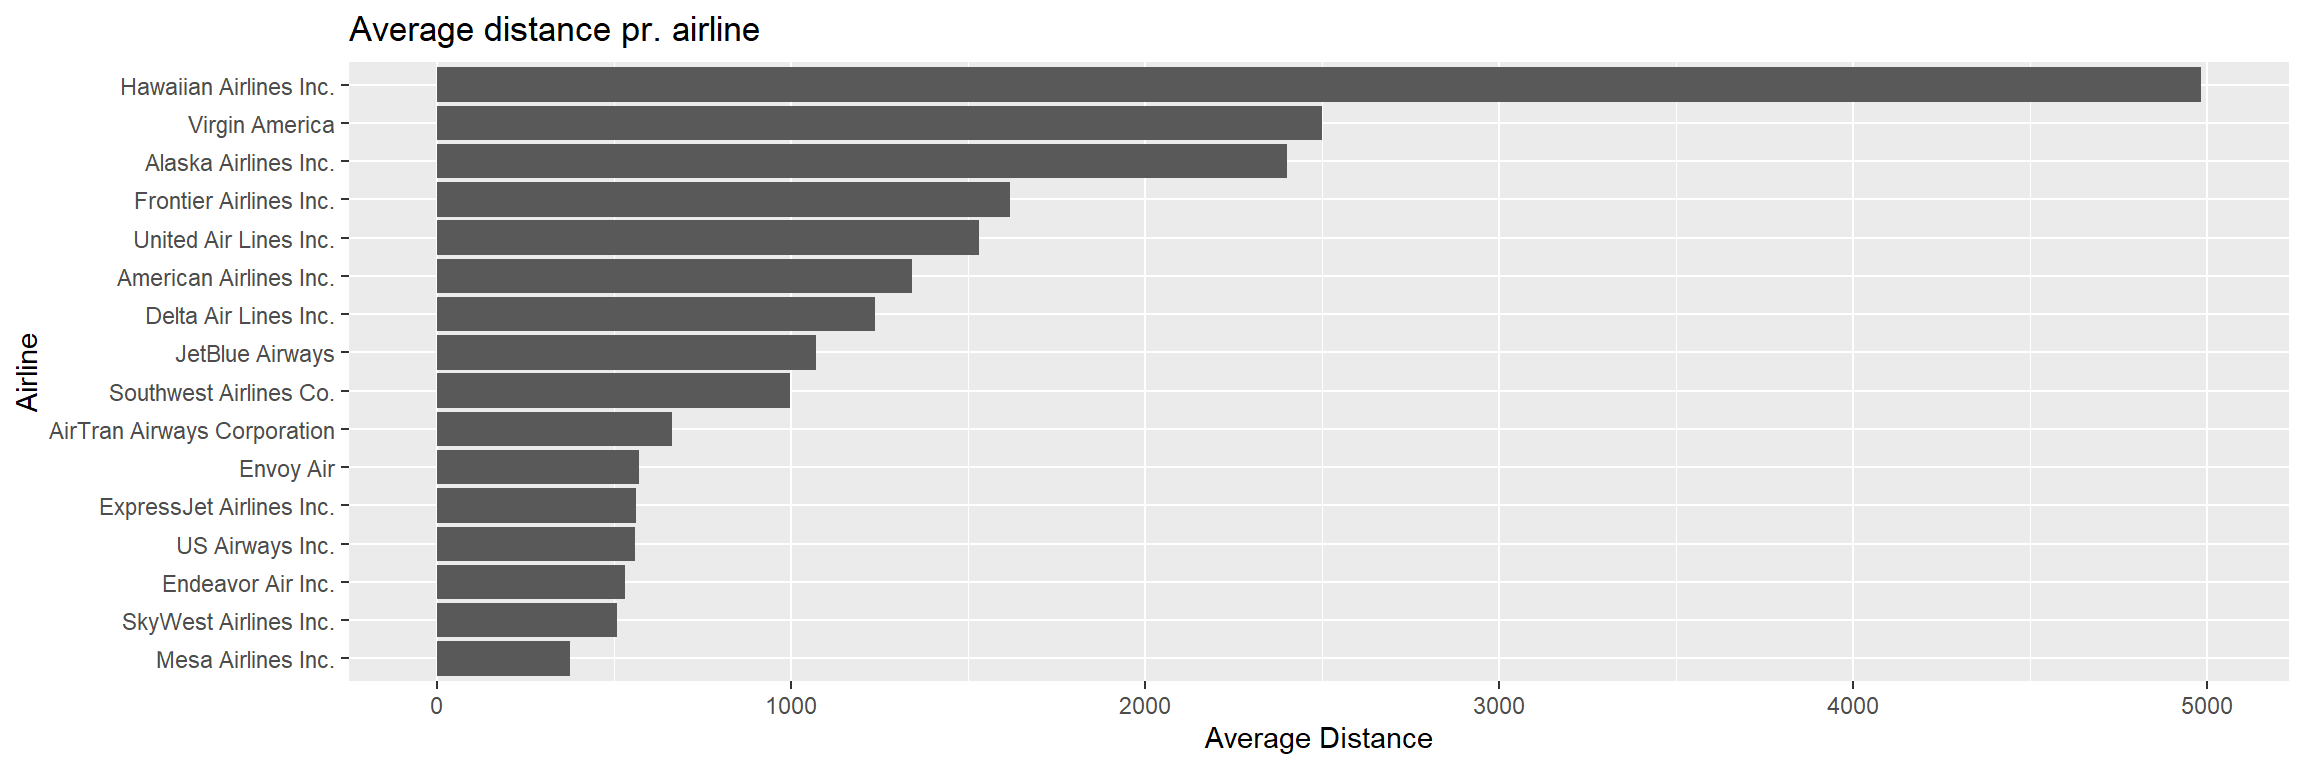 Average distance pr. airline
Airline
Hawaiian Airlines Inc.
Virgin America
Alaska Airlines Inc.
Frontier Airlines Inc.
United Air Lines Inc.
American Airlines Inc.
Delta Air Lines Inc.
JetBlue Airways
Southwest Airlines Co.
AirTran Airways Corporation
Envoy Air
ExpressJet Airlines Inc.
US Airways Inc.
Endeavor Air Inc.
SkyWest Airlines Inc.
Mesa Airlines Inc.
0 1000 2000 3000 4000 5000
Average Distance